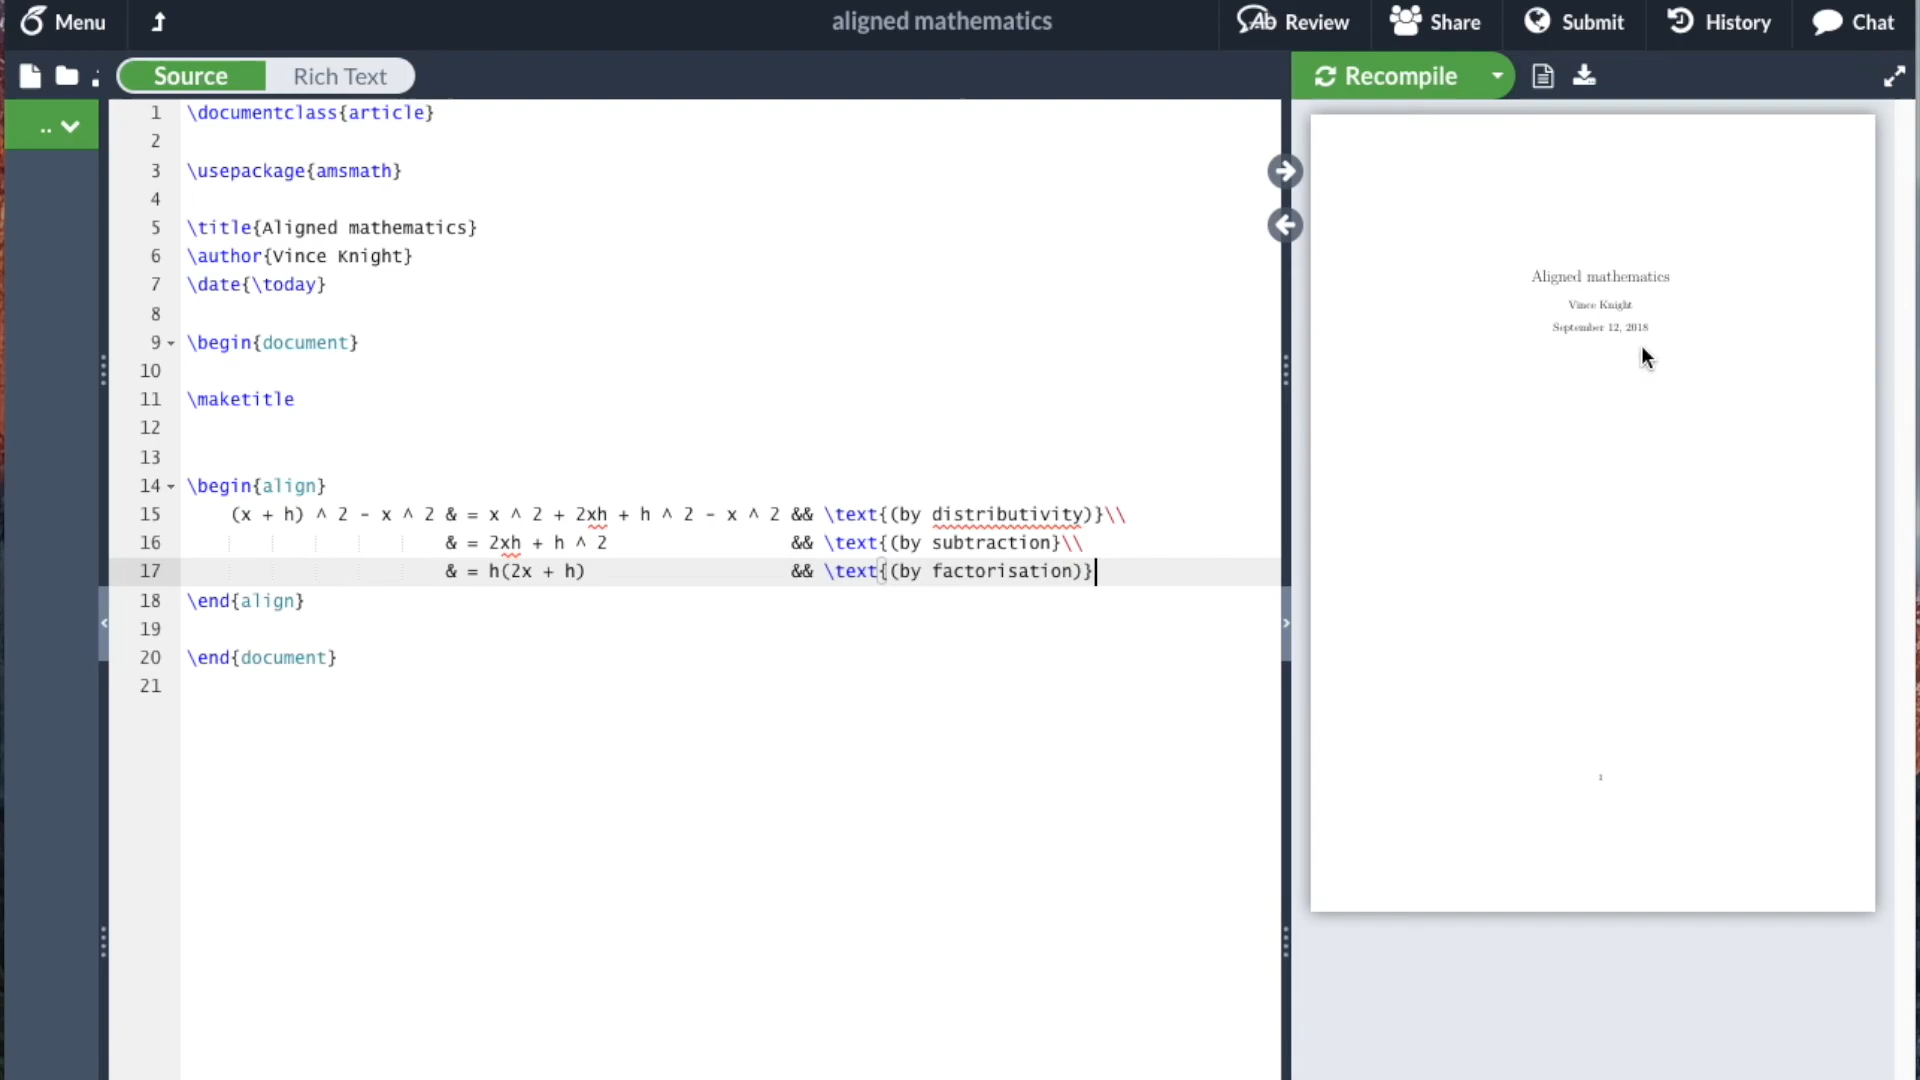 Menu
aligned mathematics
Review
Share
Submit
History
Chat
Source
Rich Text
Recompile
..
1 \documentclass{article}
2
3 \usepackage{amsmath}
4
5 \title{Aligned mathematics}
6 \author{Vince Knight}
7 \date{\today}
8
9 \begin{document}
10
11 \maketitle
12
13
14 \begin{align}
15 (x + h) ^ 2 - x ^ 2 & = x ^ 2 + 2xh + h ^ 2 - x ^ 2 && \text{(by distributivity)}\\
16 & = 2xh + h ^ 2 && \text{(by subtraction}\\
17 & = h(2x + h) && \text{(by factorisation)}
18 \end{align}
19
20 \end{document}
21
Aligned mathematics
Vince Knight
September 12, 2018
1